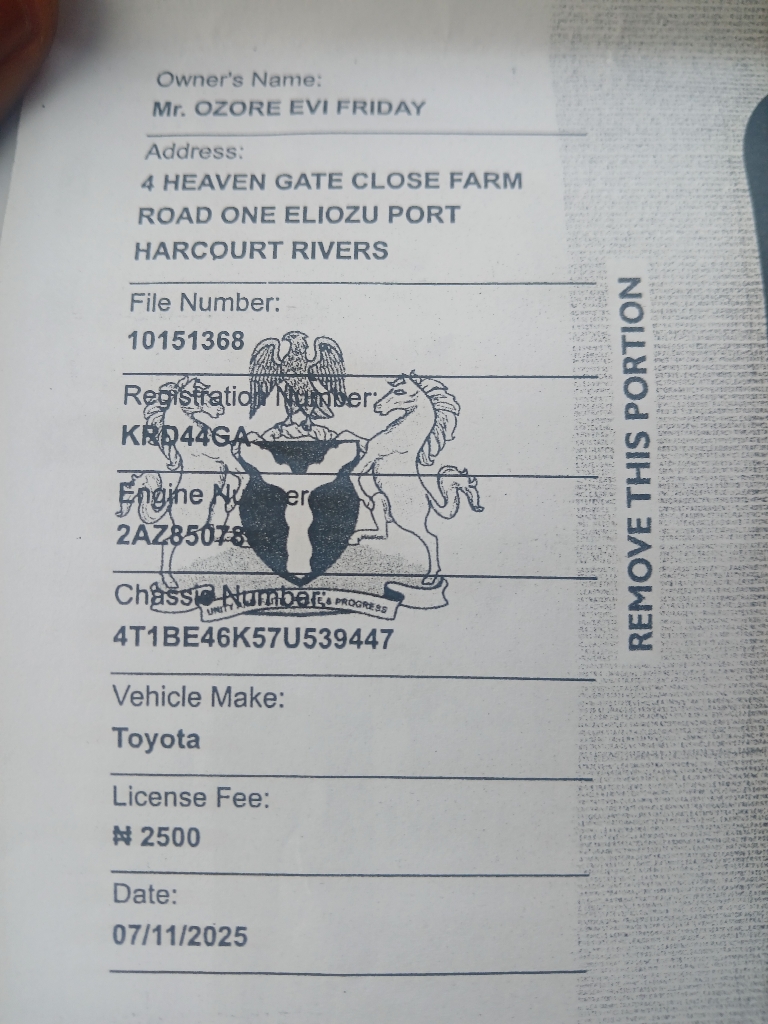 Owner's Name:
Mr. OZORE EVI FRIDAY
Address:
4 HEAVEN GATE CLOSE FARM
ROAD ONE ELIOZU PORT
HARCOURT RIVERS
File Number:
10151368
Registration Number:
KRD44GA
Engine Number:
Chassis Number:
UNITY & PROGRESS
4T1BE46K57U539447
Vehicle Make:
Toyota
License Fee:
₦ 2500
Date:
07/11/2025
REMOVE THIS PORTION